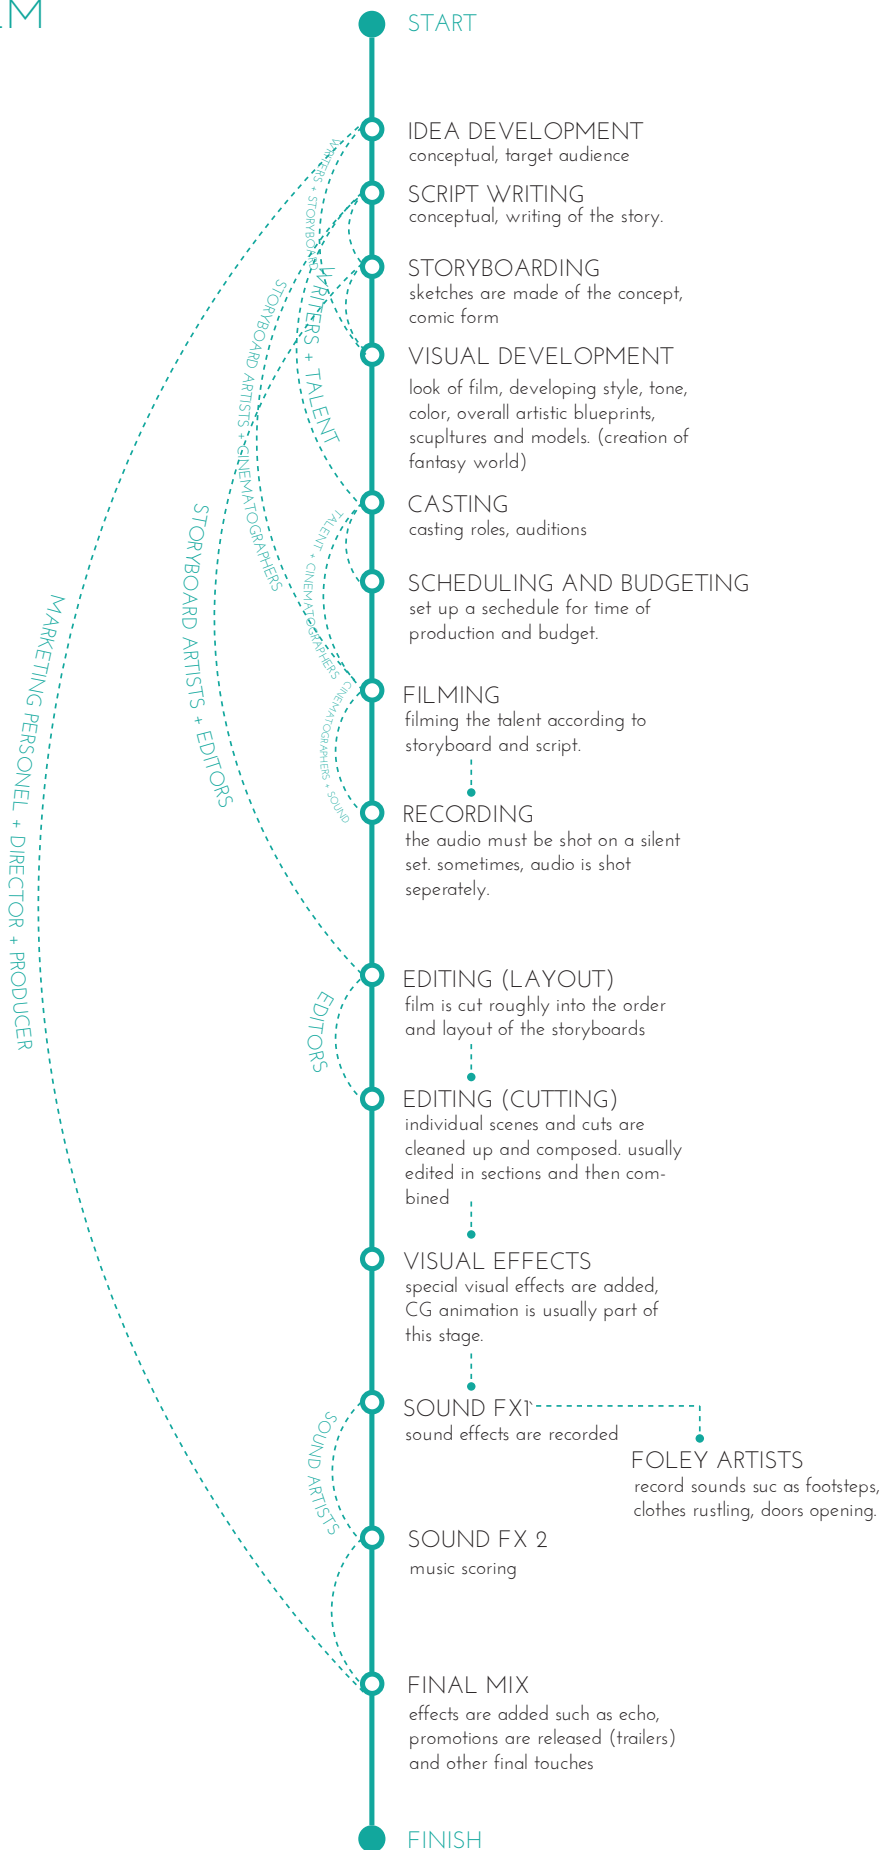 LM
START
IDEA DEVELOPMENT
conceptual, target audience
SCRIPT WRITING
conceptual, writing of the story.
STORYBOARDING
sketches are made of the concept,
comic form
VISUAL DEVELOPMENT
look of film, developing style, tone,
color, overall artistic blueprints,
scupltures and models. (creation of
fantasy world)
CASTING
casting roles, auditions
SCHEDULING AND BUDGETING
set up a sechedule for time of
production and budget.
FILMING
filming the talent according to
storyboard and script.
RECORDING
the audio must be shot on a silent
set. sometimes, audio is shot
seperately.
EDITING (LAYOUT)
film is cut roughly into the order
and layout of the storyboards
EDITING (CUTTING)
individual scenes and cuts are
cleaned up and composed. usually
edited in sections and then com-
bined
VISUAL EFFECTS
special visual effects are added,
CG animation is usually part of
this stage.
SOUND FX1
sound effects are recorded
FOLEY ARTISTS
record sounds suc as footsteps,
clothes rustling, doors opening.
SOUND FX 2
music scoring
FINAL MIX
effects are added such as echo,
promotions are released (trailers)
and other final touches
FINISH
WRITERS + STORYBOARD
WRITERS + TALENT
STORYBOARD ARTISTS + CINEMATOGRAPHERS
TALENT + CINEMATOGRAPHERS
STORYBOARD ARTISTS + EDITORS
MARKETING PERSONEL + DIRECTOR + PRODUCER
CINEMATOGRAPHERS + SOUND
EDITORS
SOUND ARTISTS